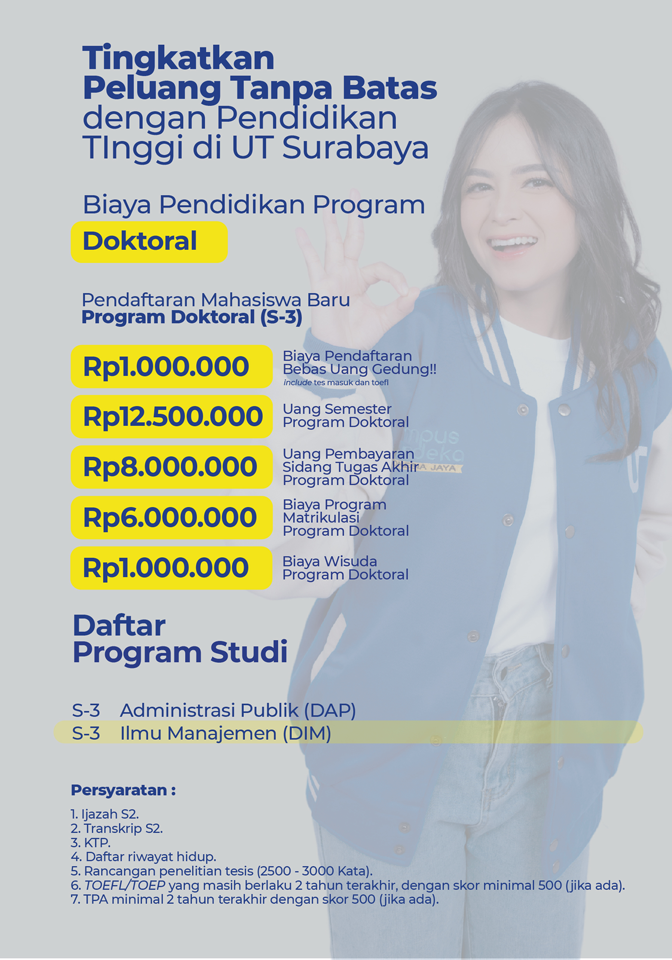 Tingkatkan
Peluang Tanpa Batas
dengan Pendidikan
TInggi di UT Surabaya
Biaya Pendidikan Program
Doktoral
Pendaftaran Mahasiswa Baru
Program Doktoral (S-3)
Rp1.000.000
Biaya Pendaftaran
Bebas Uang Gedung!!
Include tes masuk dan toefl
Rp12.500.000
Uang Semester
Program Doktoral
Rp8.000.000
Uang Pembayaran
Sidang Tugas Akhir
Program Doktoral
Rp6.000.000
Biaya Program
Matrikulasi
Program Doktoral
Rp1.000.000
Biaya Wisuda
Program Doktoral
Daftar
Program Studi
S-3 Administrasi Publik (DAP)
S-3 Ilmu Manajemen (DIM)
Persyaratan :
1. Ijazah S2.
2. Transkrip S2.
3. KTP.
4. Daftar riwayat hidup.
5. Rancangan penelitian tesis (2500 - 3000 Kata).
6. TOEFL/TOEP yang masih berlaku 2 tahun terakhir, dengan skor minimal 500 (jika ada).
7. TPA minimal 2 tahun terakhir dengan skor 500 (jika ada).